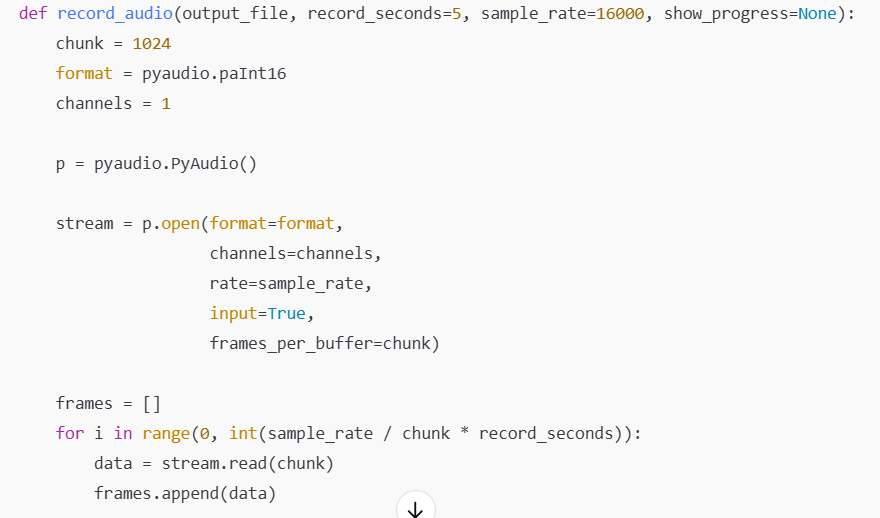 def record_audio(output_file, record_seconds=5, sample_rate=16000, show_progress=None):
    chunk = 1024
    format = pyaudio.paInt16
    channels = 1

    p = pyaudio.PyAudio()

    stream = p.open(format=format,
                    channels=channels,
                    rate=sample_rate,
                    input=True,
                    frames_per_buffer=chunk)

    frames = []
    for i in range(0, int(sample_rate / chunk * record_seconds)):
        data = stream.read(chunk)
        frames.append(data)